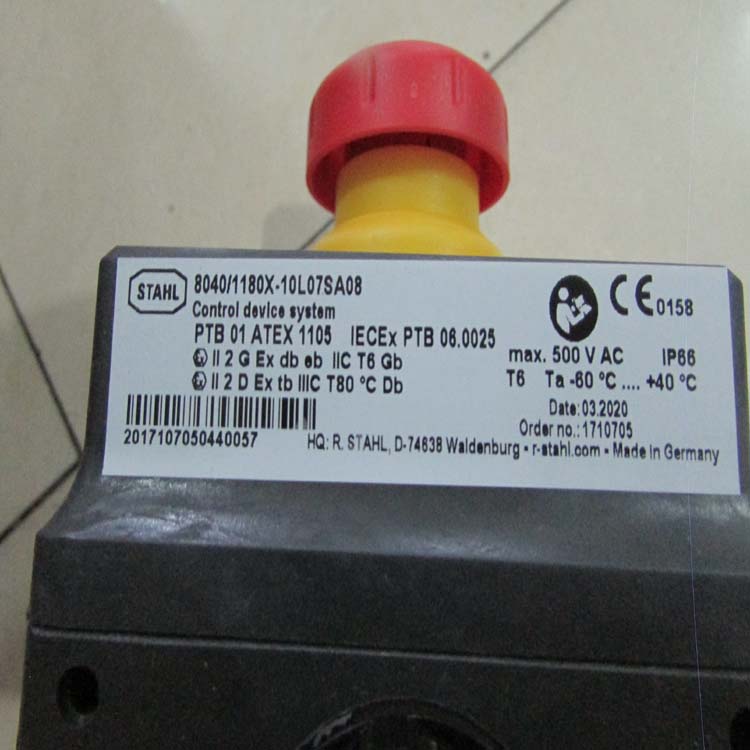 STAHL
8040/1180X-10L07SA08
Control device system
PTB 01 ATEX 1105 IECEx PTB 06.0025
II 2 G Ex db eb IIC T6 Gb
II 2 D Ex tb IIIC T80 °C Db
CE0158
max. 500 V AC IP66
T6 Ta -60 °C .... +40 °C
Date: 03.2020
Order no.: 1710705
2017107050440057
HQ: R. STAHL, D-74638 Waldenburg • r-stahl.com • Made in Germany